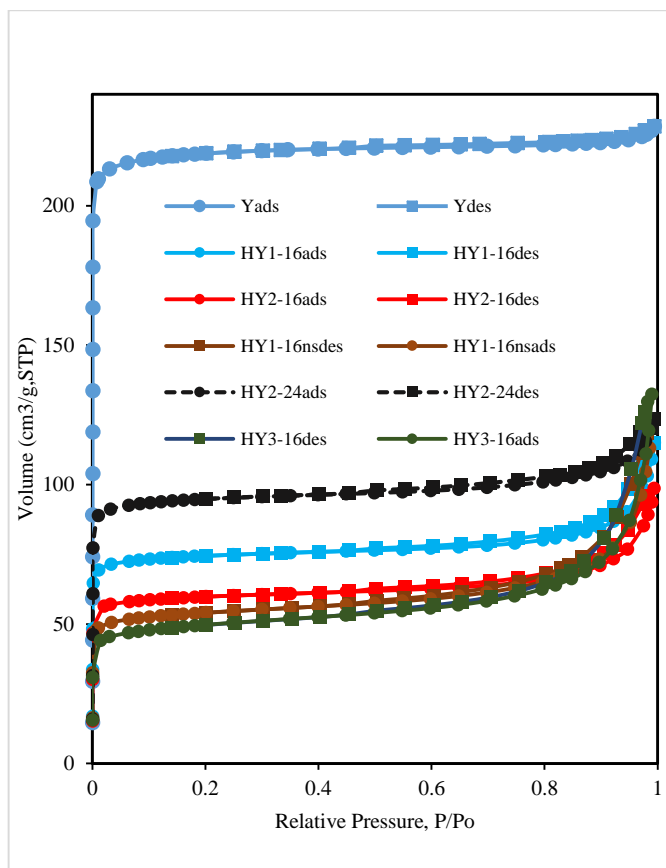 Volume (cm3/g,STP)
200
150
100
50
0
Yads Ydes
HY1-16ads HY1-16des
HY2-16ads HY2-16des
HY1-16nsdes HY1-16nsads
HY2-24ads HY2-24des
HY3-16des HY3-16ads
0 0.2 0.4 0.6 0.8 1
Relative Pressure, P/Po